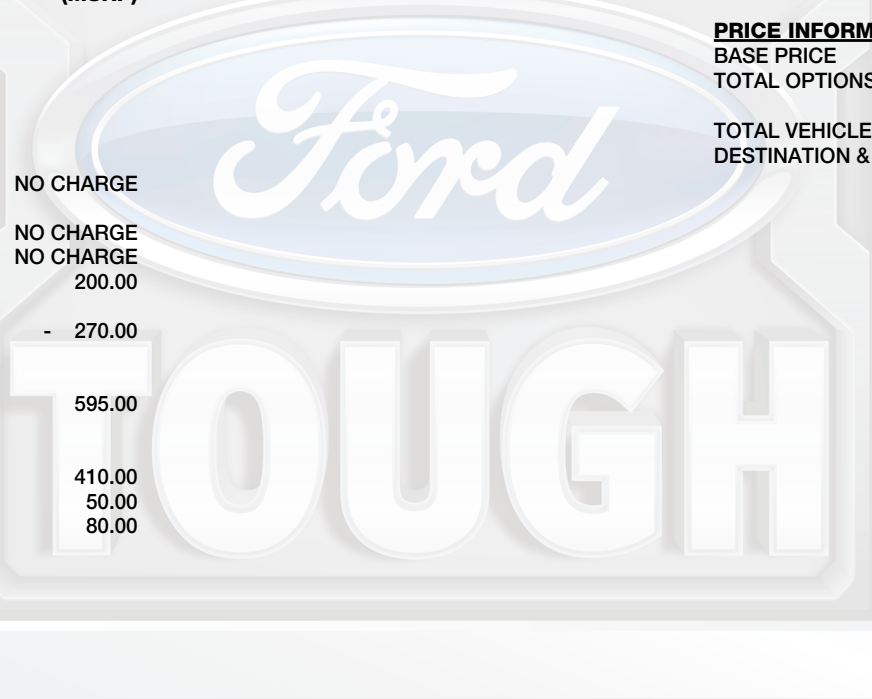 PRICE INFORM
BASE PRICE
TOTAL OPTIONS
TOTAL VEHICLE
DESTINATION &
NO CHARGE
NO CHARGE
NO CHARGE
200.00
- 270.00
595.00
410.00
50.00
80.00
Ford
TOUGH